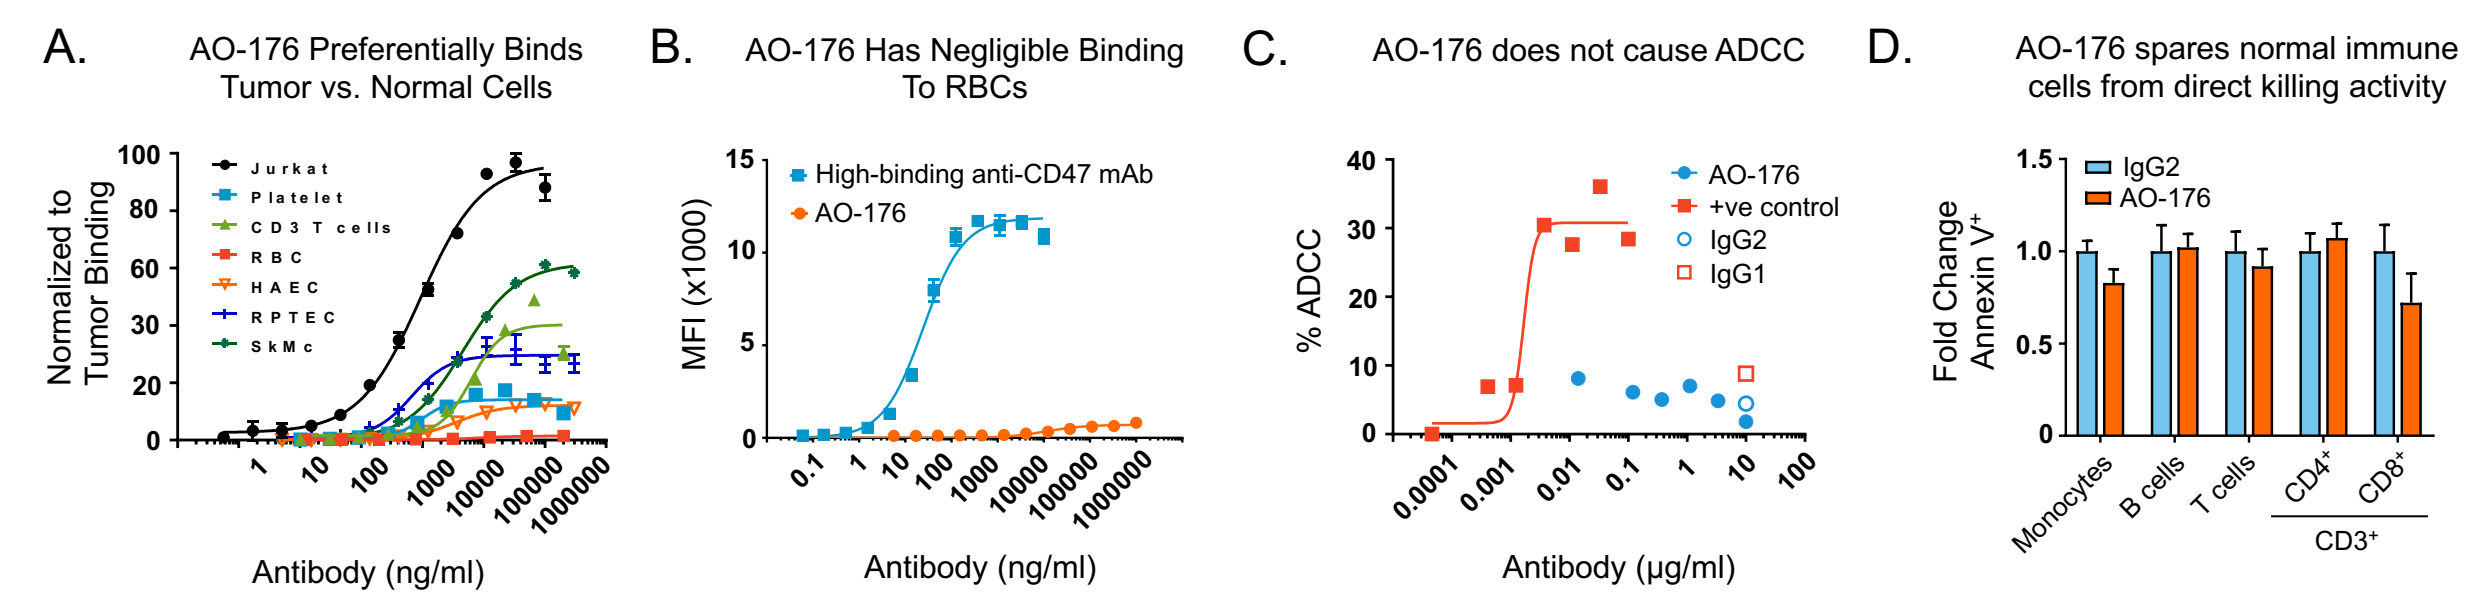 A.
AO-176 Preferentially Binds
Tumor vs. Normal Cells
Normalized to
Tumor Binding
100
80
60
30
20
0
Jurkat
Platelet
CD3 T cells
RBC
HAEC
RPTEC
SkMc
1
10
100
1000
10000
100000
1000000
Antibody (ng/ml)
B.
AO-176 Has Negligible Binding
To RBCs
MFI (x1000)
15
10
5
0
High-binding anti-CD47 mAb
AO-176
0.1
1
10
100
1000
10000
100000
1000000
Antibody (ng/ml)
C.
AO-176 does not cause ADCC
% ADCC
40
30
20
10
0
AO-176
+ve control
IgG2
IgG1
0.0001
0.001
0.01
0.1
1
10
100
Antibody (µg/ml)
D.
AO-176 spares normal immune
cells from direct killing activity
Fold Change
Annexin V⁺
1.5
1.0
0.5
0
IgG2
AO-176
Monocytes
B cells
T cells
CD4⁺
CD8⁺
CD3⁺